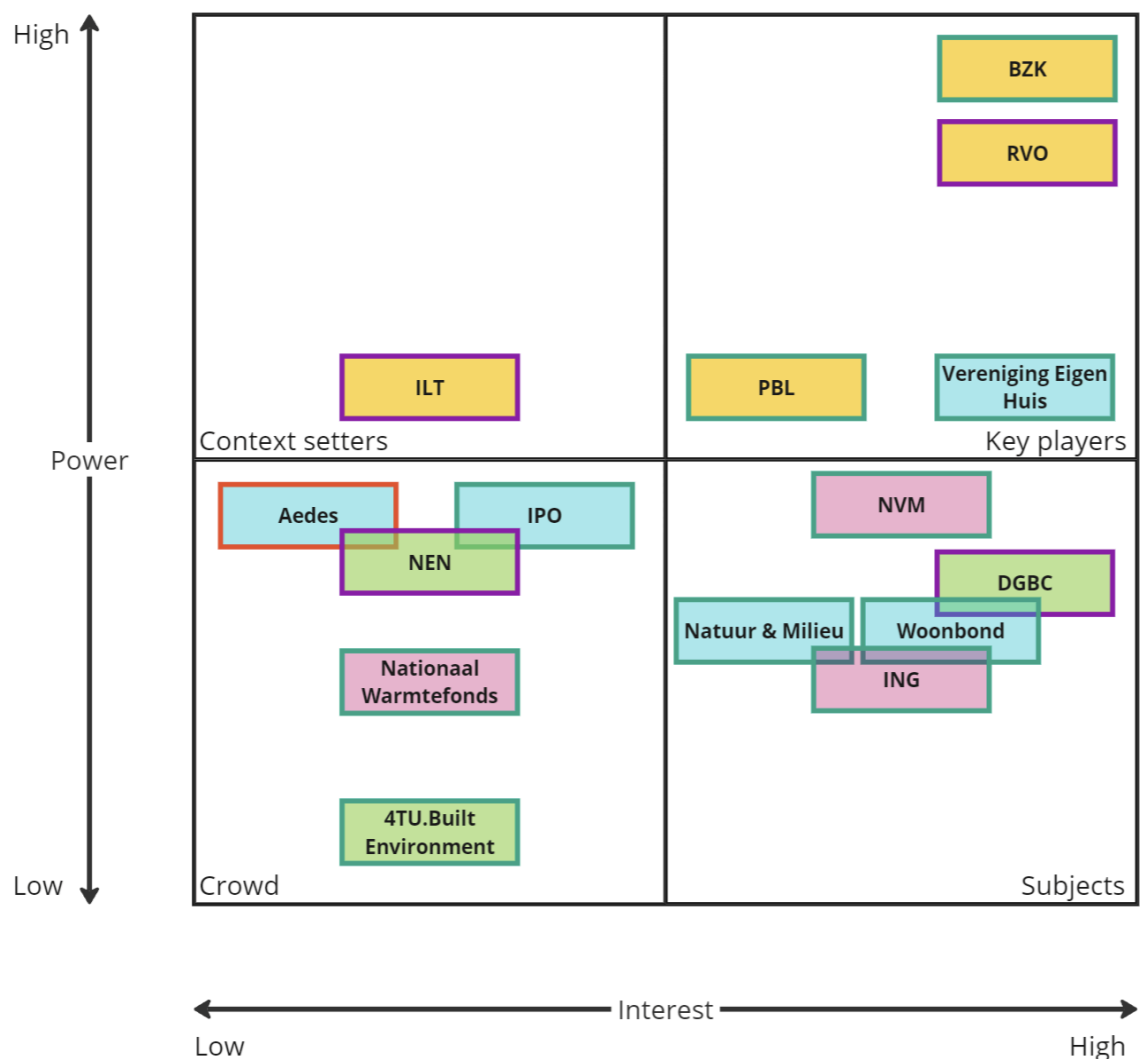 High
BZK
RVO
ILT
PBL
Vereniging Eigen
Huis
Context setters
Key players
Power
Aedes
IPO
NEN
NVM
DGBC
Natuur & Milieu
Woonbond
ING
Nationaal
Warmtefonds
4TU.Built
Environment
Low
Crowd
Subjects
Interest
Low
High